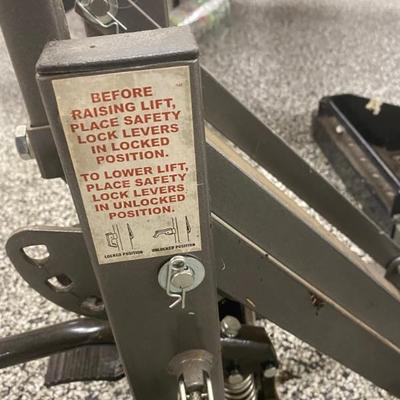 BEFORE
RAISING LIFT,
PLACE SAFETY
LOCK LEVERS
IN LOCKED
POSITION.
TO LOWER LIFT,
PLACE SAFETY
LOCK LEVERS
IN UNLOCKED
POSITION.
LOCKED POSITION UNLOCKED POSITION